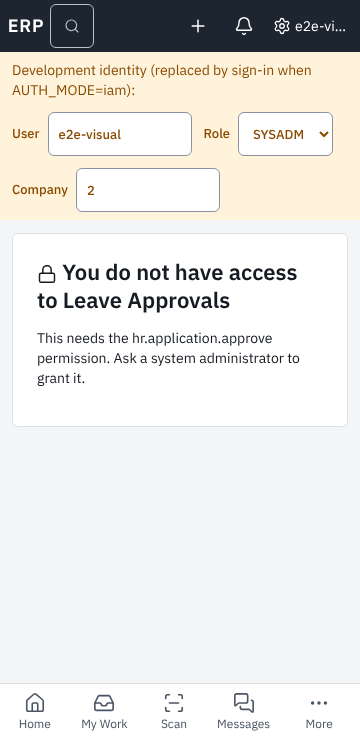 ERP
e2e-vi...
Development identity (replaced by sign-in when
AUTH_MODE=iam):
User e2e-visual Role SYSADM
Company 2
You do not have access
to Leave Approvals
This needs the hr.application.approve
permission. Ask a system administrator to
grant it.
Home My Work Scan Messages More